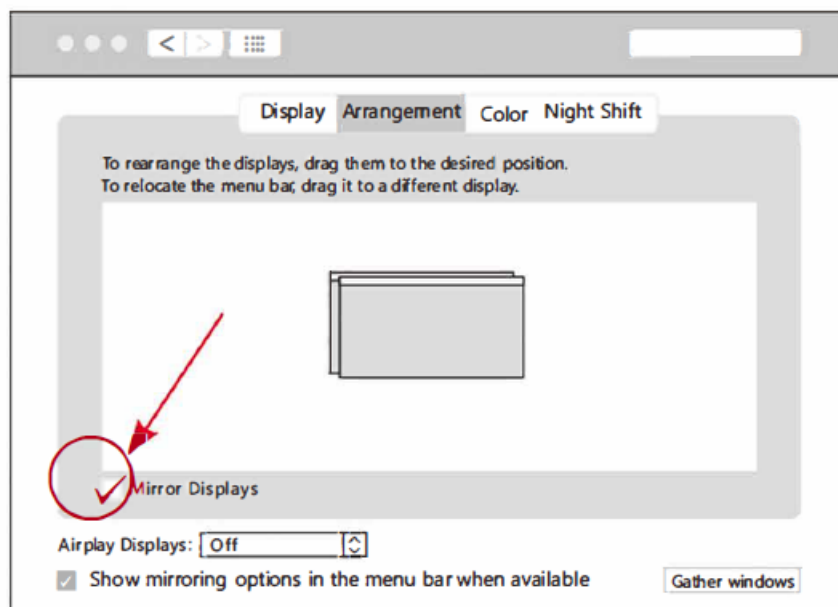 Display Arrangement Color Night Shift
To rearrange the displays, drag them to the desired position.
To relocate the menu bar, drag it to a different display.
Mirror Displays
Airplay Displays: Off
Show mirroring options in the menu bar when available Gather windows